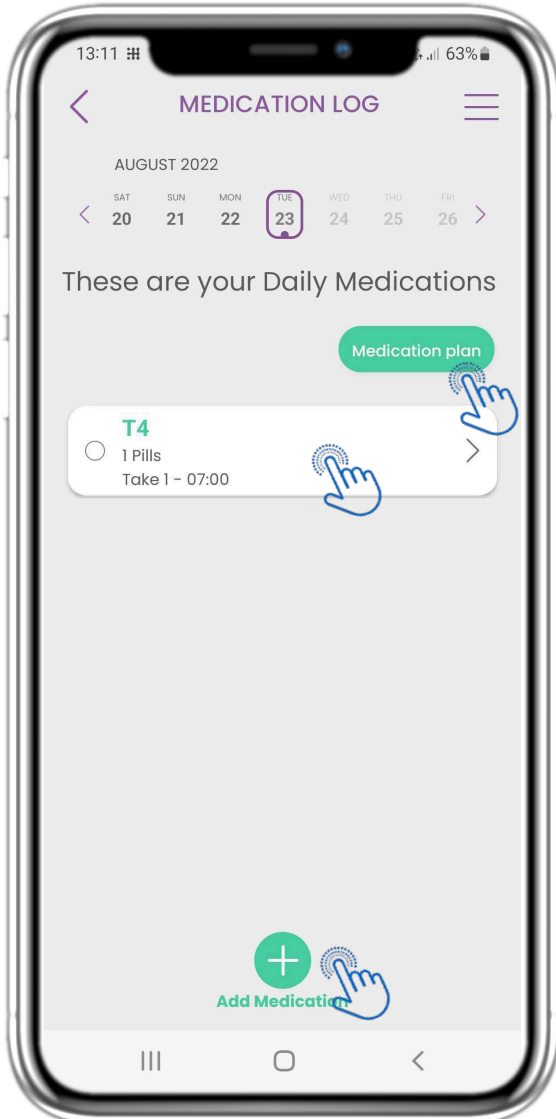 13:11 63%
MEDICATION LOG
AUGUST 2022
SAT SUN MON TUE WED THU FRI
20 21 22 23 24 25 26
These are your Daily Medications
Medication plan
T4
1 Pills
Take 1 - 07:00
Add Medication